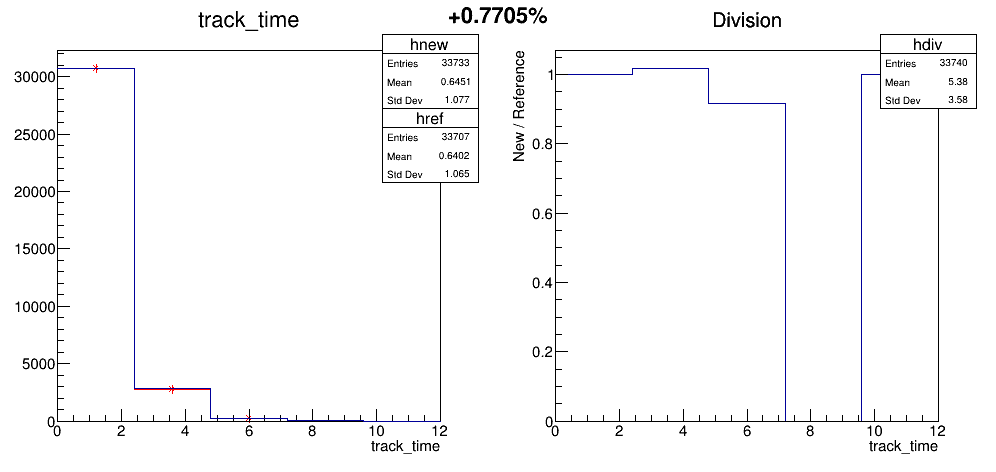 +0.7705%
track_time
hnew
Entries 33733
Mean 0.6451
Std Dev 1.077
href
Entries 33707
Mean 0.6402
Std Dev 1.065
30000
25000
20000
15000
10000
5000
0
0 2 4 6 8 10 12
track_time
Division
hdiv
Entries 33740
Mean 5.38
Std Dev 3.58
New / Reference
1
0.8
0.6
0.4
0.2
0
0 2 4 6 8 10 12
track_time